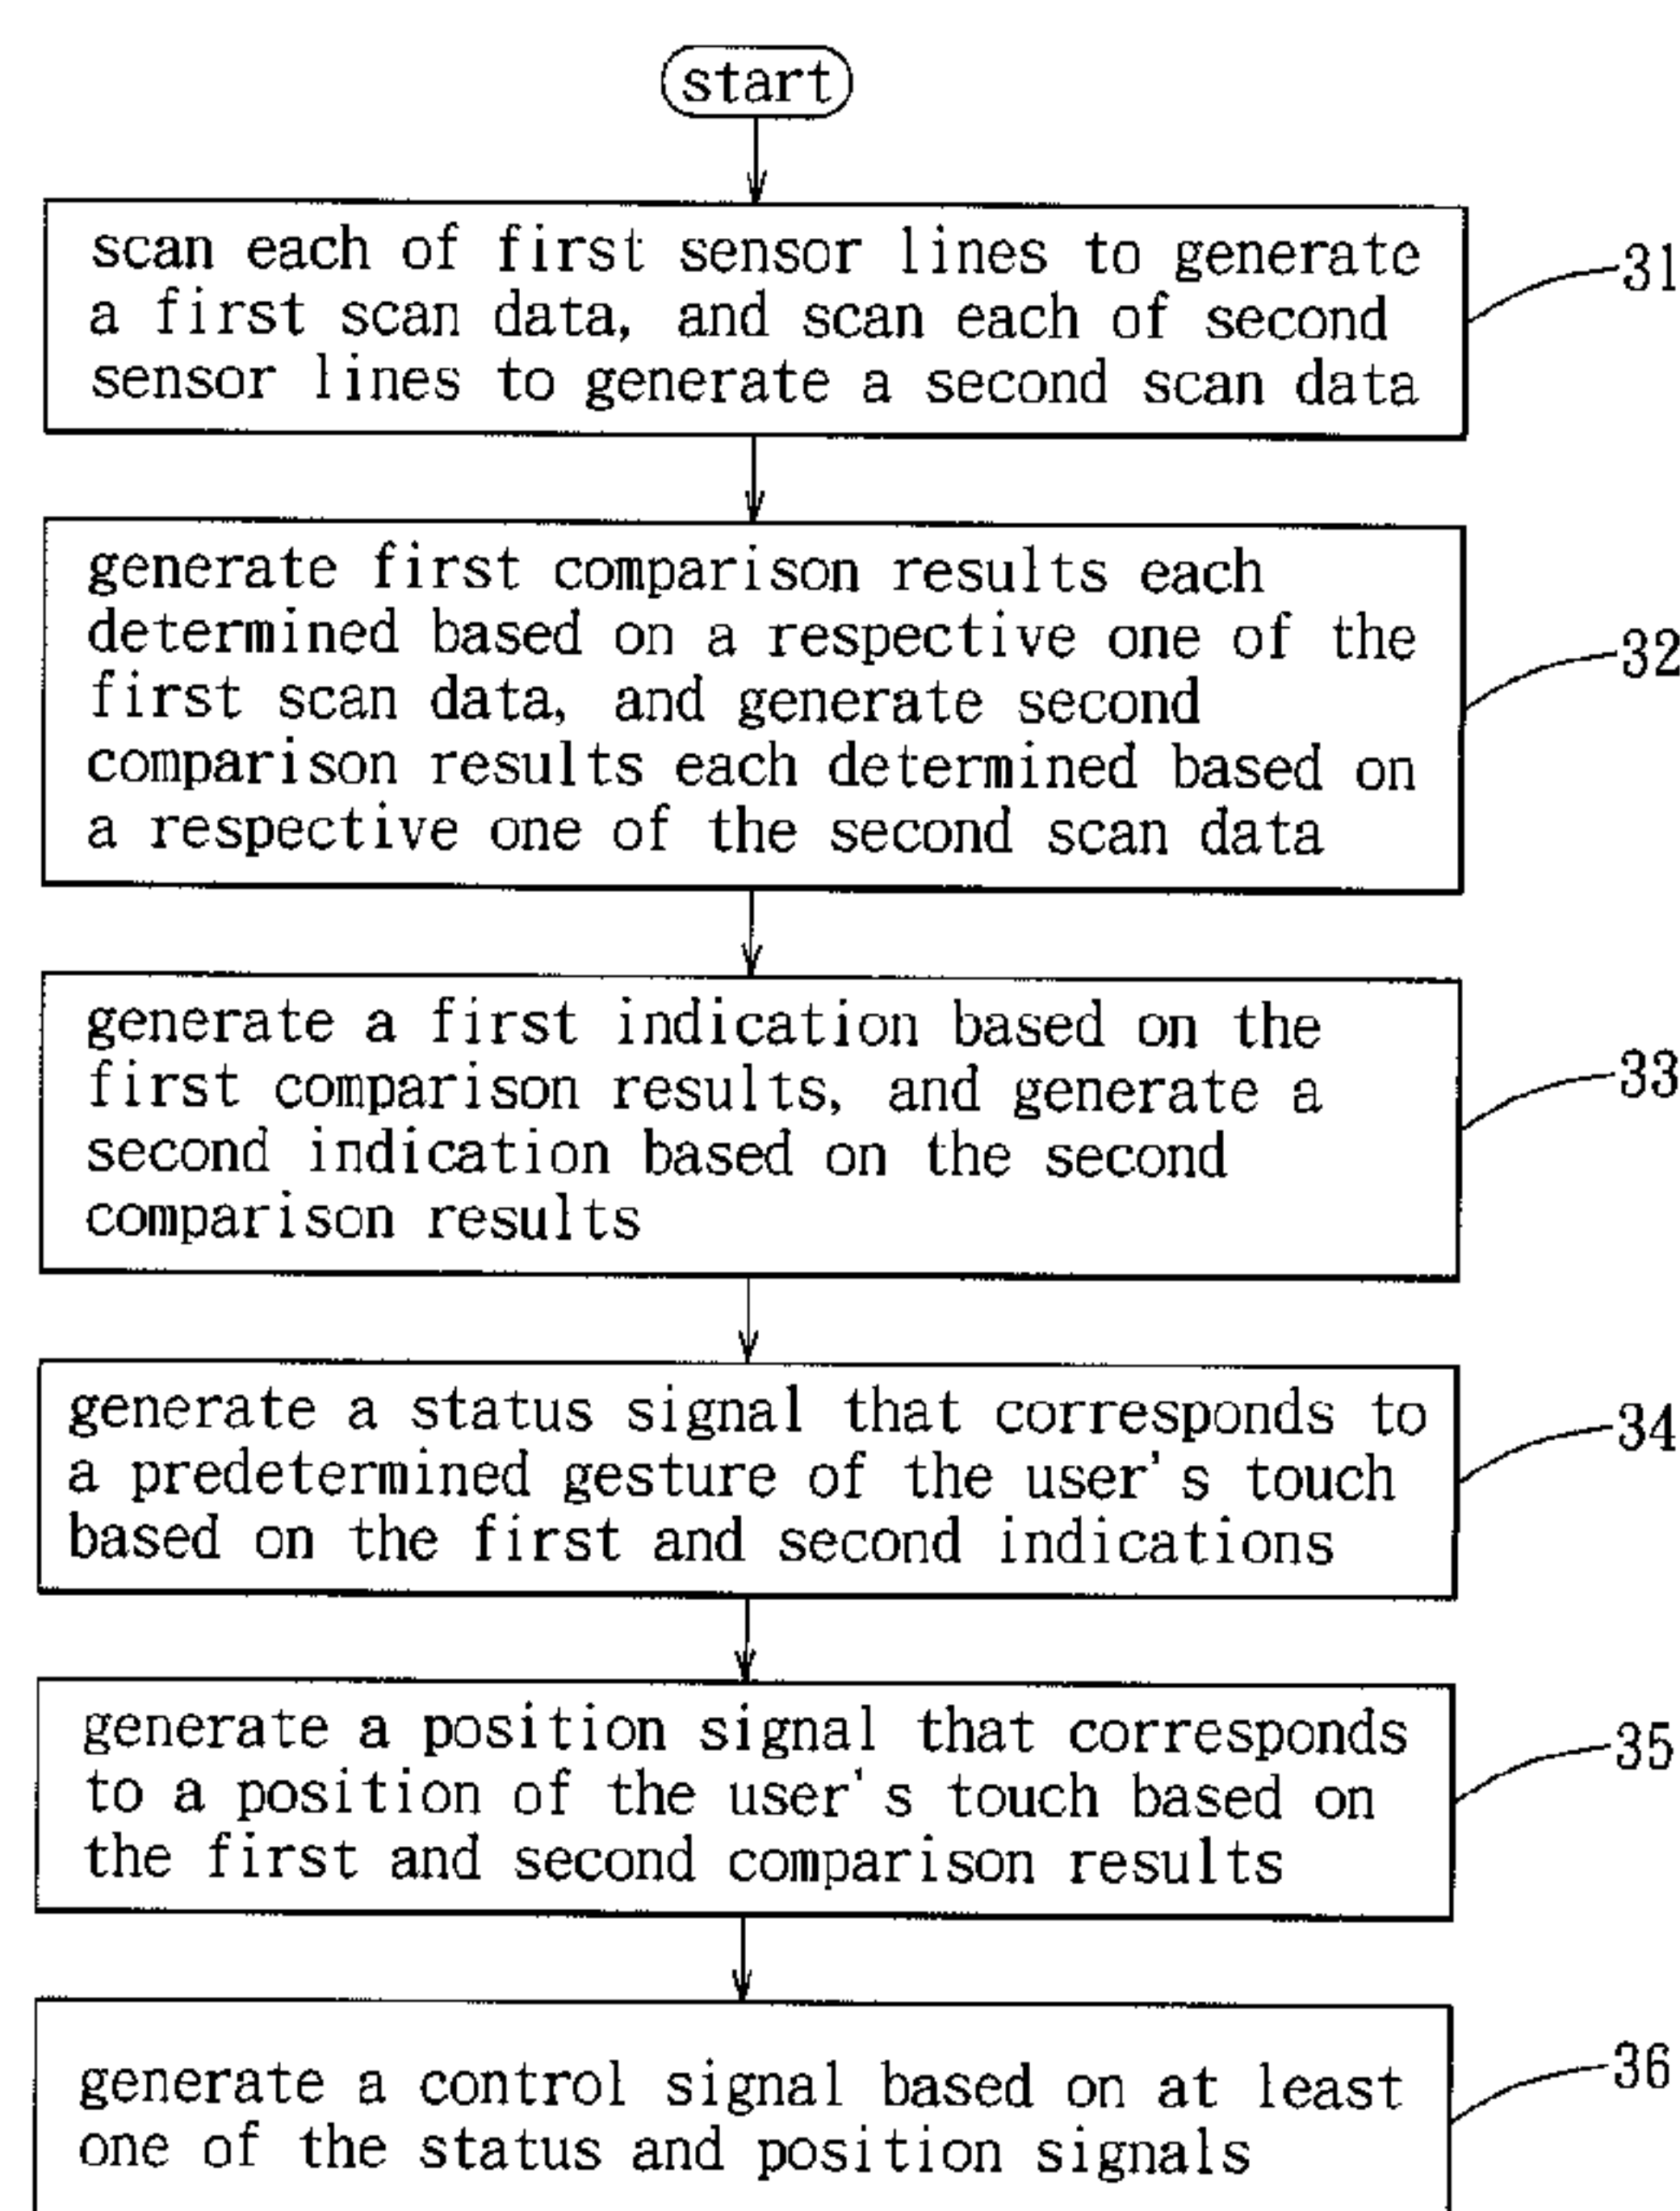 start
scan each of first sensor lines to generate
a first scan data, and scan each of second
sensor lines to generate a second scan data
31
generate first comparison results each
determined based on a respective one of the
first scan data, and generate second
comparison results each determined based on
a respective one of the second scan data
32
generate a first indication based on the
first comparison results, and generate a
second indication based on the second
comparison results
33
generate a status signal that corresponds to
a predetermined gesture of the user's touch
based on the first and second indications
34
generate a position signal that corresponds
to a position of the user's touch based on
the first and second comparison results
35
generate a control signal based on at least
one of the status and position signals
36